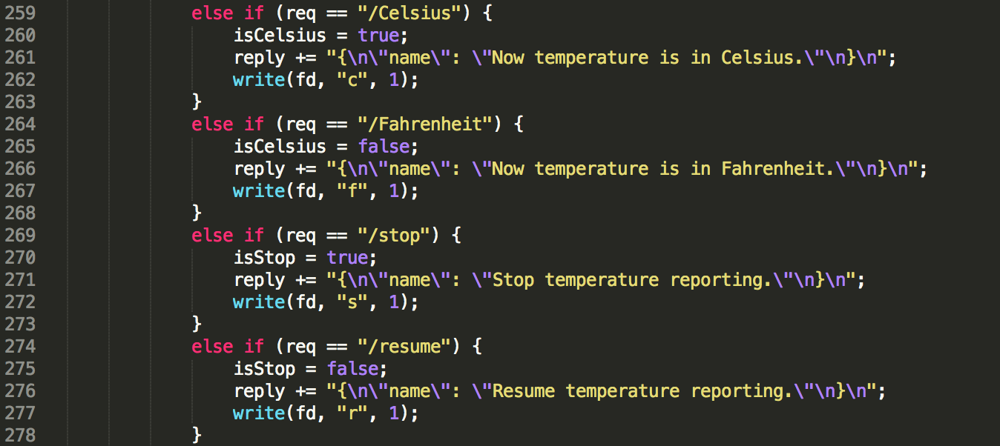 259 else if (req == "/Celsius") {
260 isCelsius = true;
261 reply += "{\n\"name\": \"Now temperature is in Celsius.\"\n}\n";
262 write(fd, "c", 1);
263 }
264 else if (req == "/Fahrenheit") {
265 isCelsius = false;
266 reply += "{\n\"name\": \"Now temperature is in Fahrenheit.\"\n}\n";
267 write(fd, "f", 1);
268 }
269 else if (req == "/stop") {
270 isStop = true;
271 reply += "{\n\"name\": \"Stop temperature reporting.\"\n}\n";
272 write(fd, "s", 1);
273 }
274 else if (req == "/resume") {
275 isStop = false;
276 reply += "{\n\"name\": \"Resume temperature reporting.\"\n}\n";
277 write(fd, "r", 1);
278 }